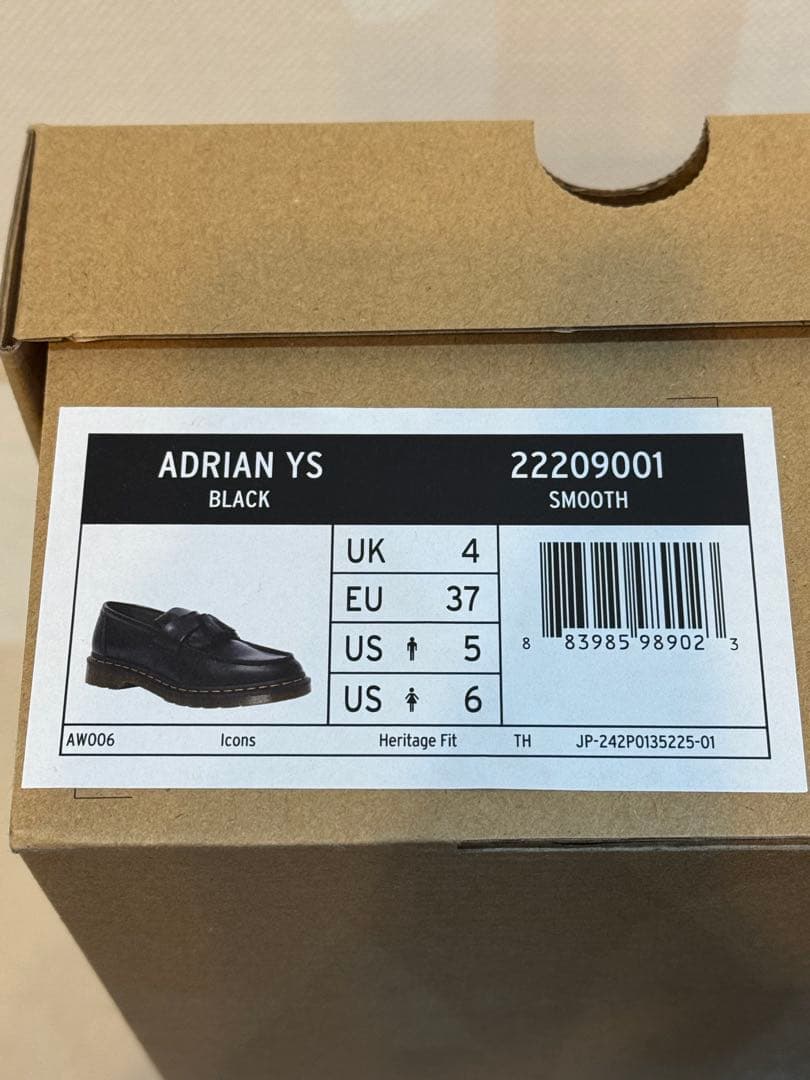 ADRIAN YS
BLACK
22209001
SMOOTH
UK 4
EU 37
US 5
US 6
8 83985 98902 3
AW006 Icons Heritage Fit TH JP-242P0135225-01